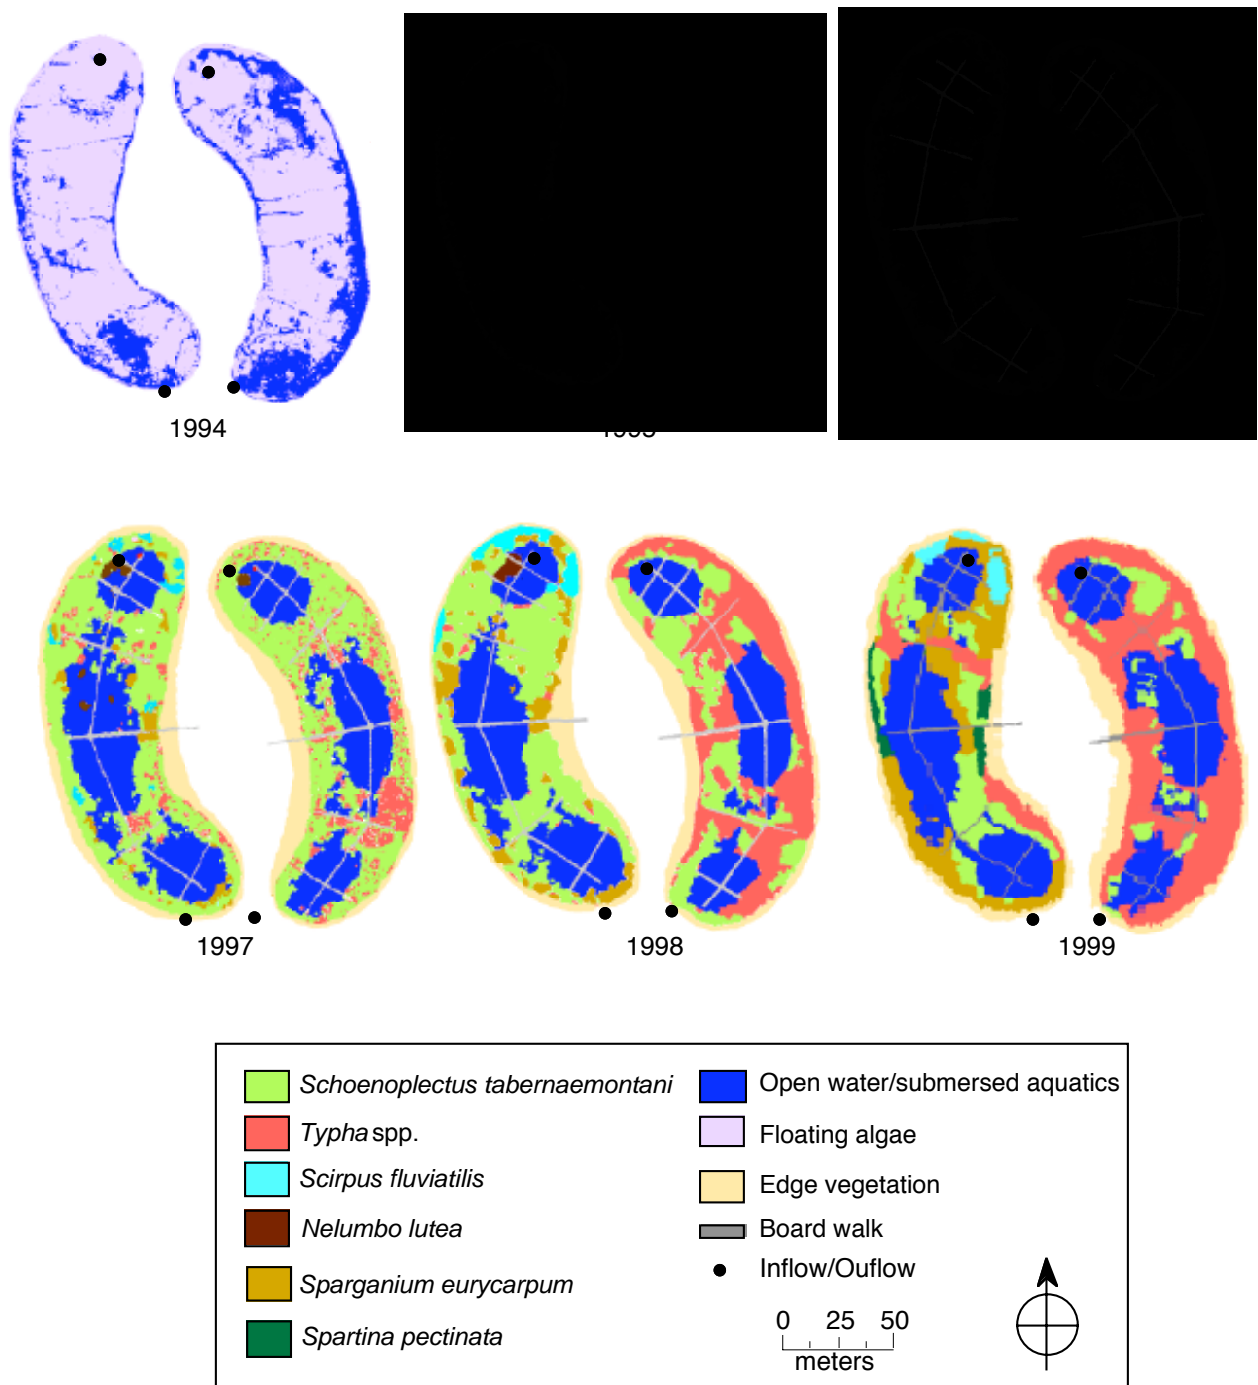 1994
1997
1998
1999
Schoenoplectus tabernaemontani
Typha spp.
Scirpus fluviatilis
Nelumbo lutea
Sparganium eurycarpum
Spartina pectinata
Open water/submersed aquatics
Floating algae
Edge vegetation
Board walk
Inflow/Ouflow
0 25 50
meters